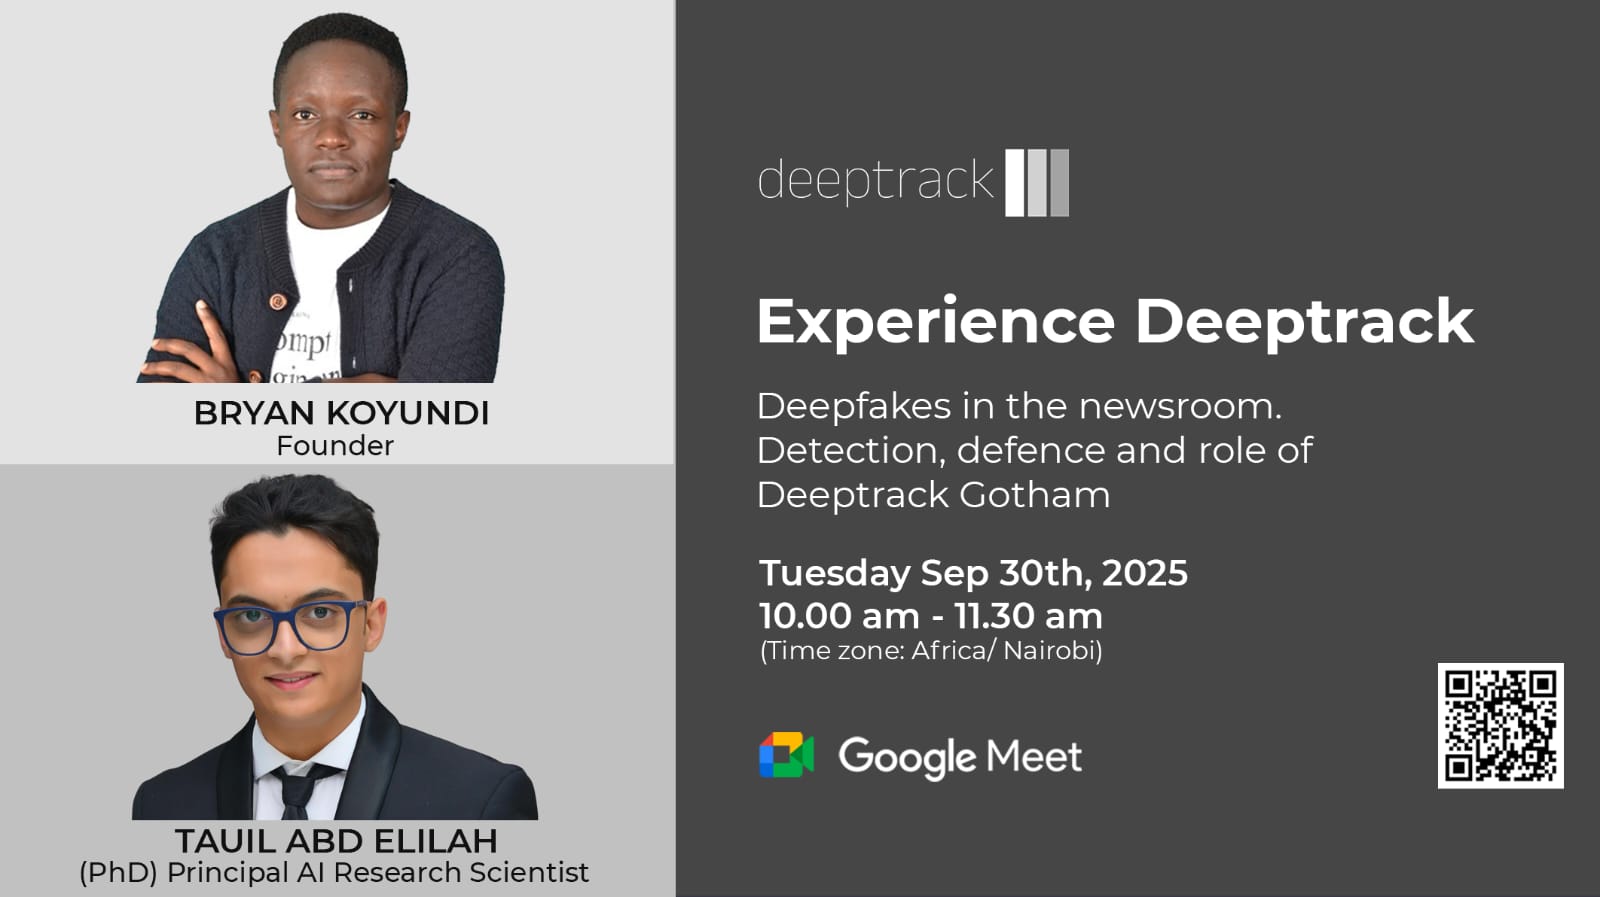 BRYAN KOYUNDI
Founder
TAUIL ABD ELILAH
(PhD) Principal AI Research Scientist
deeptrack
Experience Deeptrack
Deepfakes in the newsroom.
Detection, defence and role of
Deeptrack Gotham
Tuesday Sep 30th, 2025
10.00 am - 11.30 am
(Time zone: Africa/ Nairobi)
Google Meet